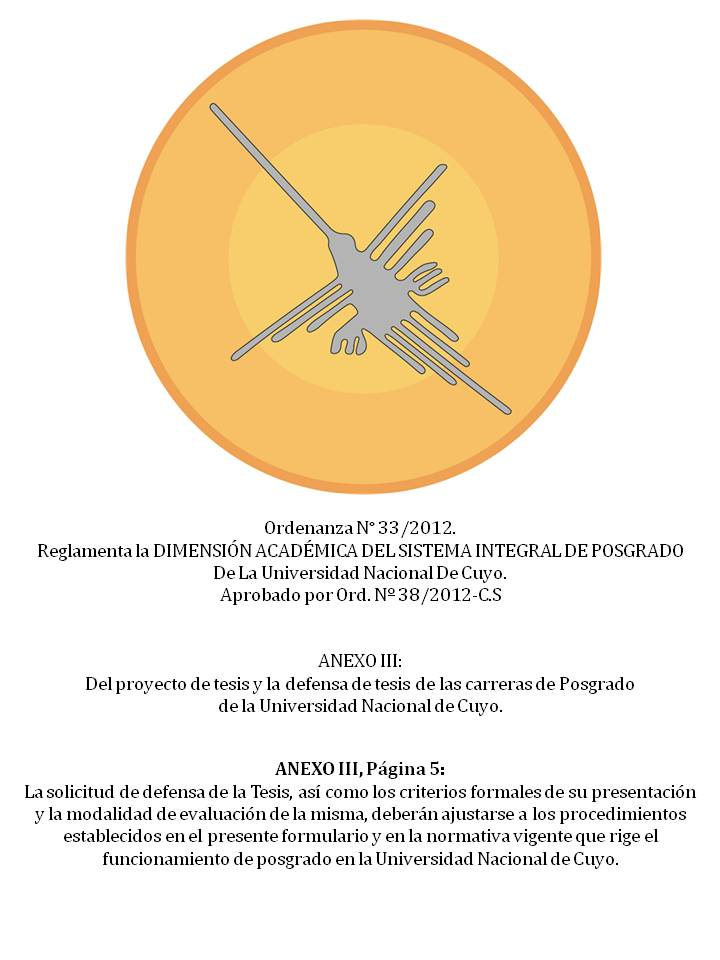 Ordenanza N° 33/2012.
Reglamenta la DIMENSIÓN ACADÉMICA DEL SISTEMA INTEGRAL DE POSGRADO
De La Universidad Nacional De Cuyo.
Aprobado por Ord. Nº 38/2012-C.S
ANEXO III:
Del proyecto de tesis y la defensa de tesis de las carreras de Posgrado
de la Universidad Nacional de Cuyo.
ANEXO III, Página 5:
La solicitud de defensa de la Tesis, así como los criterios formales de su presentación
y la modalidad de evaluación de la misma, deberán ajustarse a los procedimientos
establecidos en el presente formulario y en la normativa vigente que rige el
funcionamiento de posgrado en la Universidad Nacional de Cuyo.